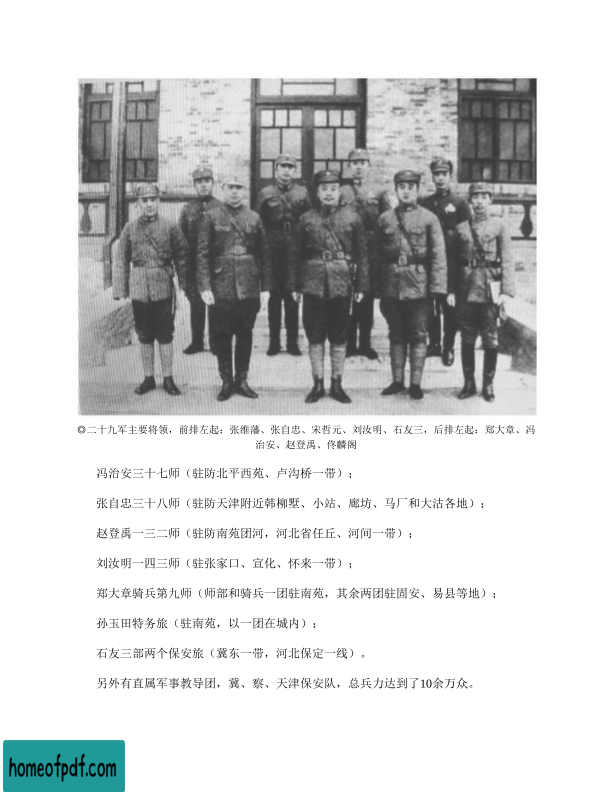 ◎二十九军主要将领，前排左起：张维藩、张自忠、宋哲元、刘汝明、石友三，后排左起：郑大章、冯
治安、赵登禹、佟麟阁
冯治安三十七师（驻防北平西苑、卢沟桥一带）；
张自忠三十八师（驻防天津附近韩柳墅、小站、廊坊、马厂和大沽各地）；
赵登禹一三二师（驻防南苑团河，河北省任丘、河间一带）；
刘汝明一四三师（驻张家口、宣化、怀来一带）；
郑大章骑兵第九师（师部和骑兵一团驻南苑，其余两团驻固安、易县等地）；
孙玉田特务旅（驻南苑，以一团在城内）；
石友三部两个保安旅（冀东一带，河北保定一线）。
另外有直属军事教导团，冀、察、天津保安队，总兵力达到了10余万众。
homeofpdf.com